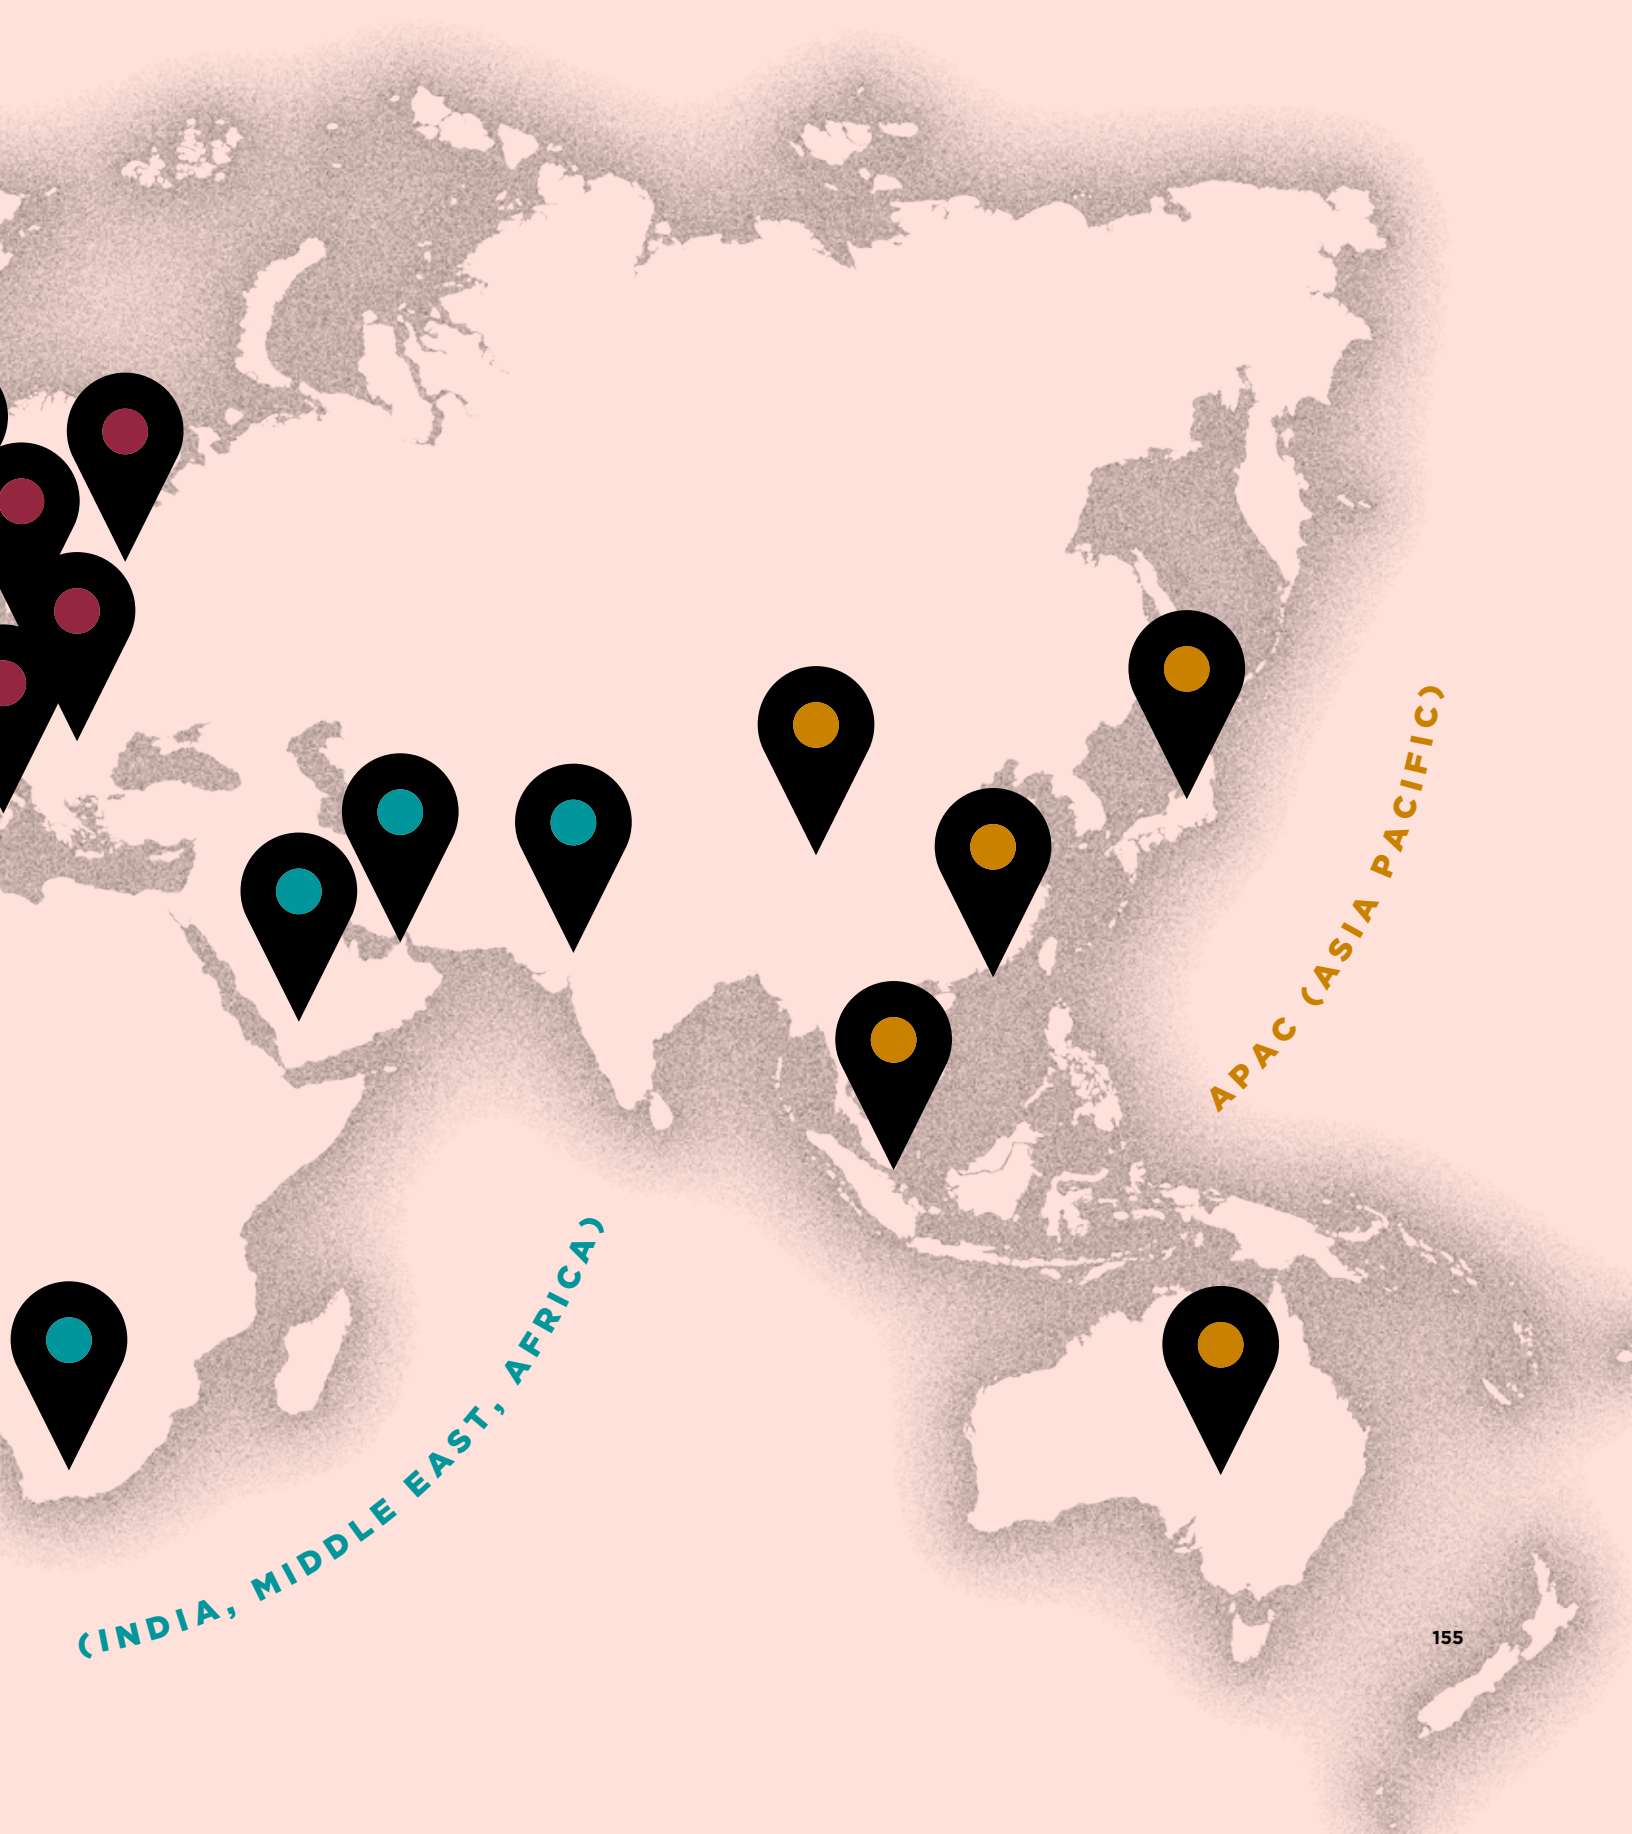 APAC (ASIA PACIFIC)
(INDIA, MIDDLE EAST, AFRICA)
155